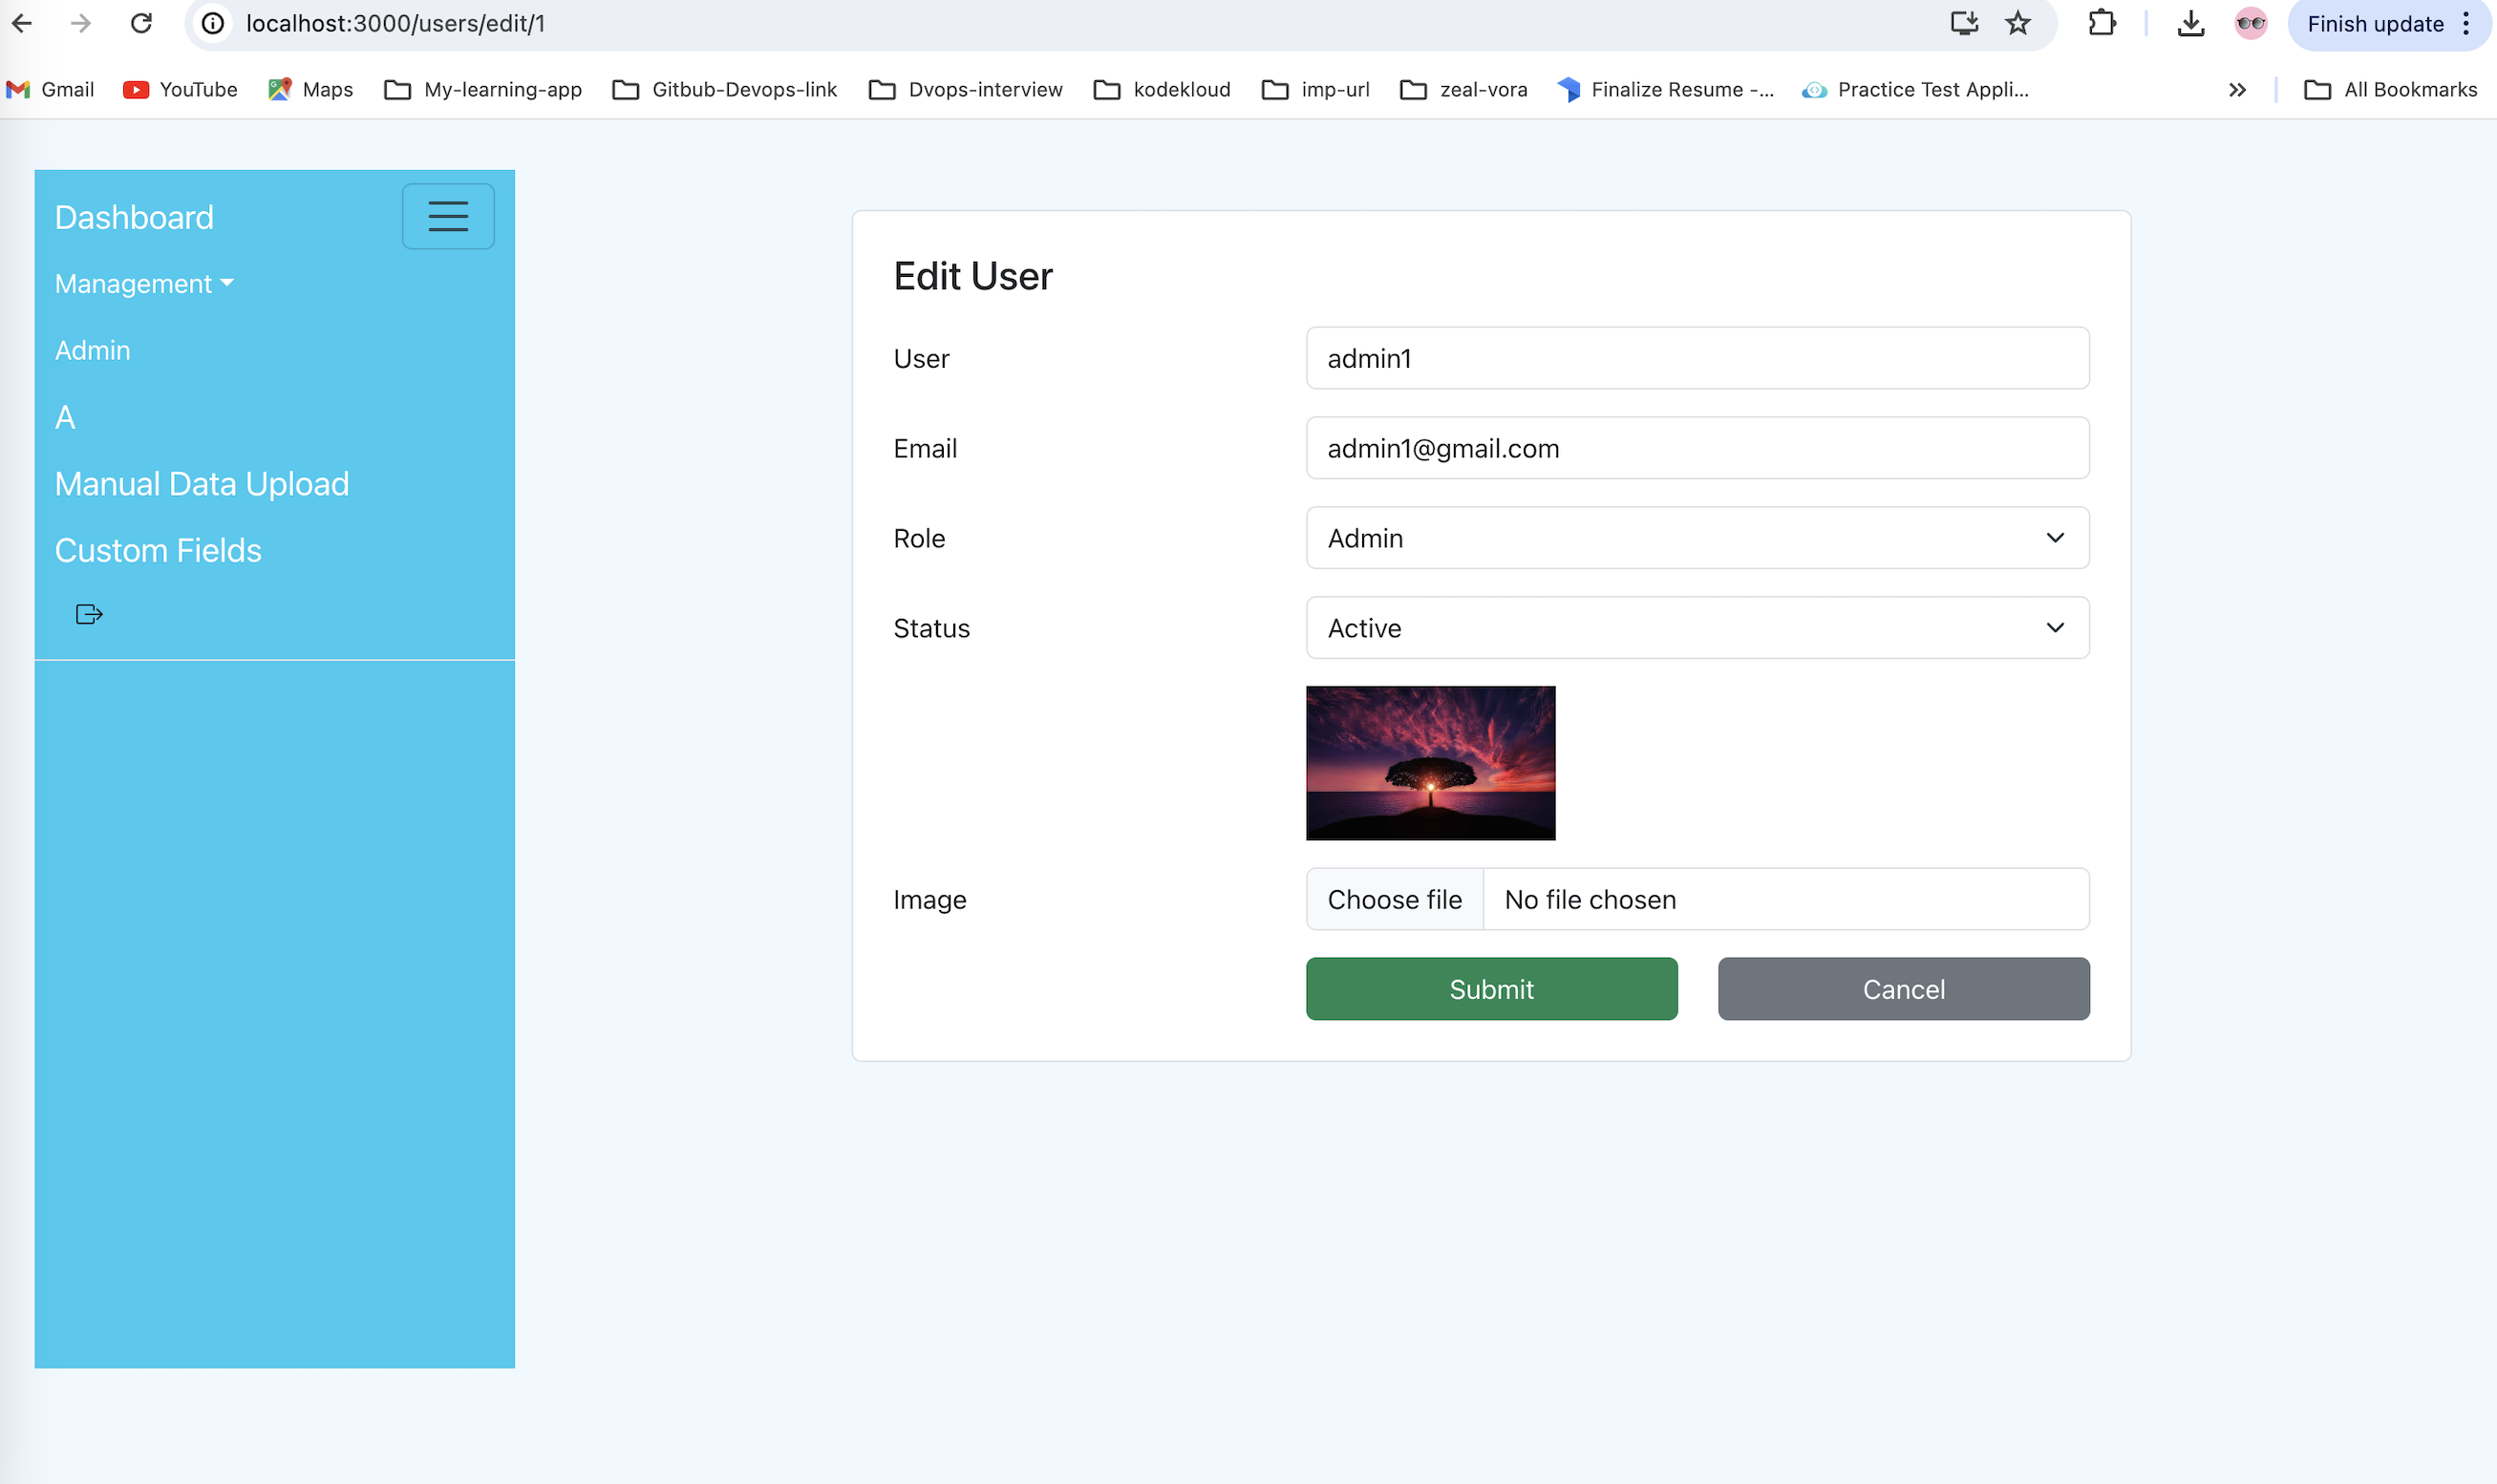 localhost:3000/users/edit/1
Finish update
Gmail YouTube Maps My-learning-app Gitbub-Devops-link Dvops-interview kodekloud imp-url zeal-vora Finalize Resume -... Practice Test Appli... All Bookmarks
Dashboard
Management
Admin
A
Manual Data Upload
Custom Fields
Edit User
User admin1
Email admin1@gmail.com
Role Admin
Status Active
Image Choose file No file chosen
Submit Cancel